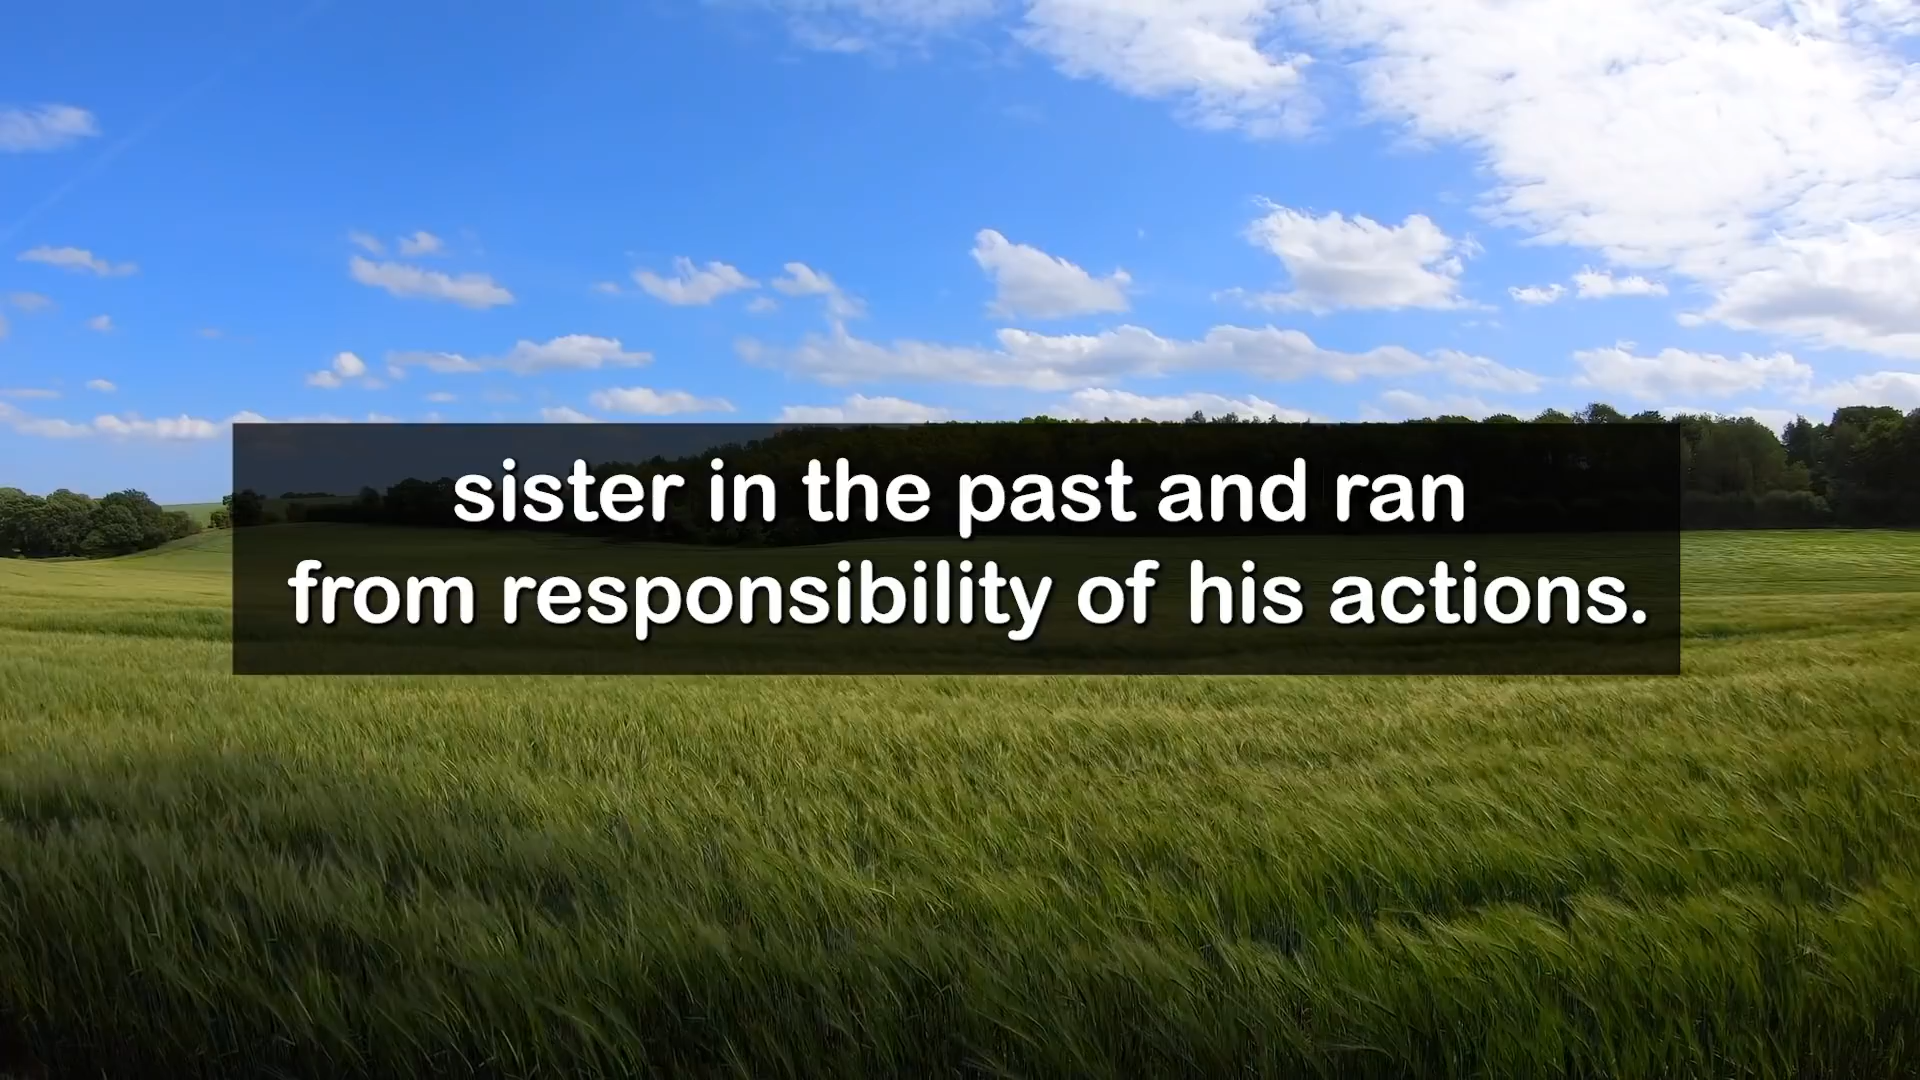 sister in the past and ran
from responsibility of his actions.